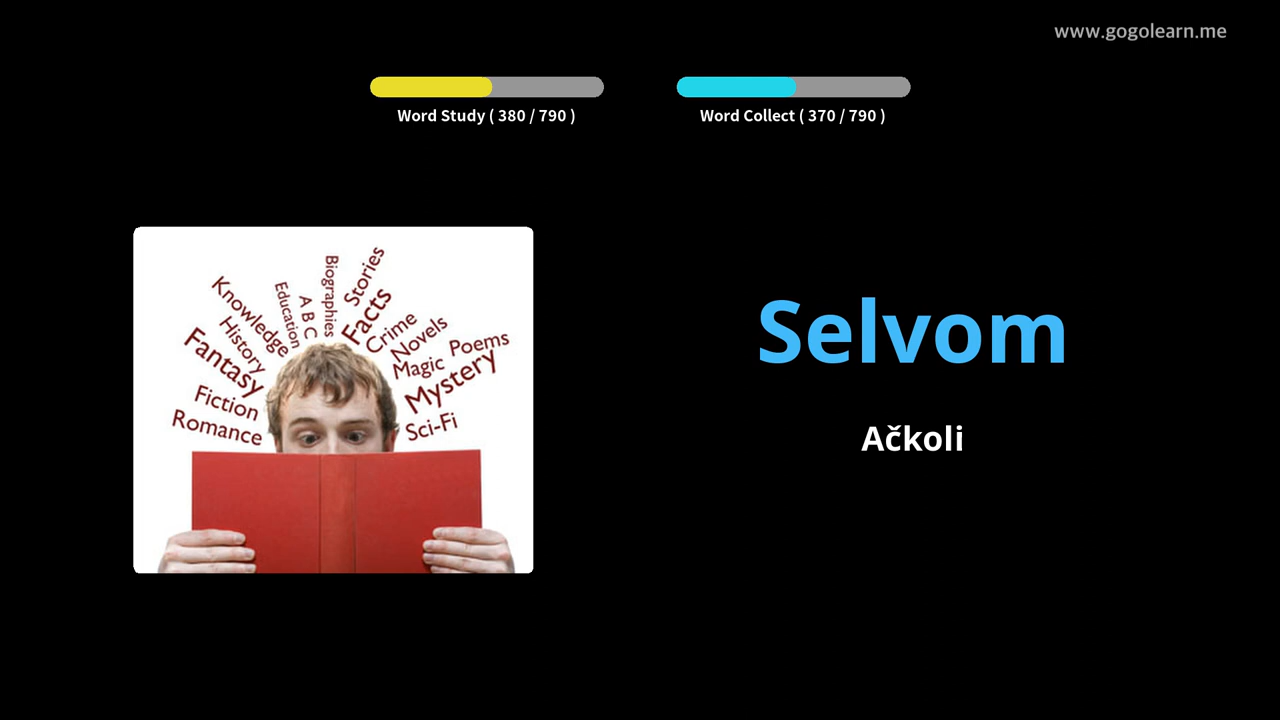 www.gogolearn.me
Word Study ( 380 / 790 )
Word Collect ( 370 / 790 )
Selvom
Ačkoli
Stories
Biographies
Facts
A B C
Education
Knowledge
Crime
Novels
History
Poems
Fantasy
Magic
Mystery
Fiction
Romance
Sci-Fi